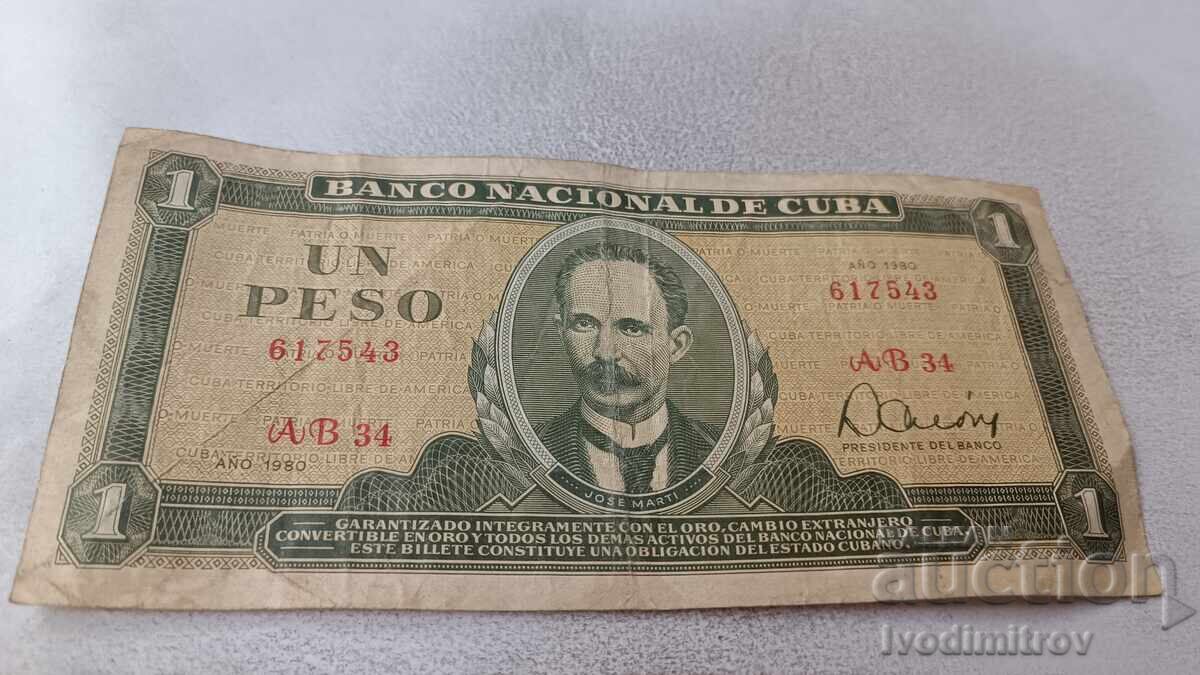 BANCO NACIONAL DE CUBA
1
1
UN
PESO
617543
AB 34
AÑO 1980
AÑO 1980
617543
AB 34
PRESIDENTE DEL BANCO
JOSE MARTI
1
1
GARANTIZADO INTEGRAMENTE CON EL ORO, CAMBIO EXTRANJERO
CONVERTIBLE EN ORO Y TODOS LOS DEMAS ACTIVOS DEL BANCO NACIONAL DE CUBA,
ESTE BILLETE CONSTITUYE UNA OBLIGACION DEL ESTADO CUBANO.
MUERTE PATRIA O MUERTE
CUBA TERRITORIO LIBRE DE AMERICA
auction
Ivodimitrov